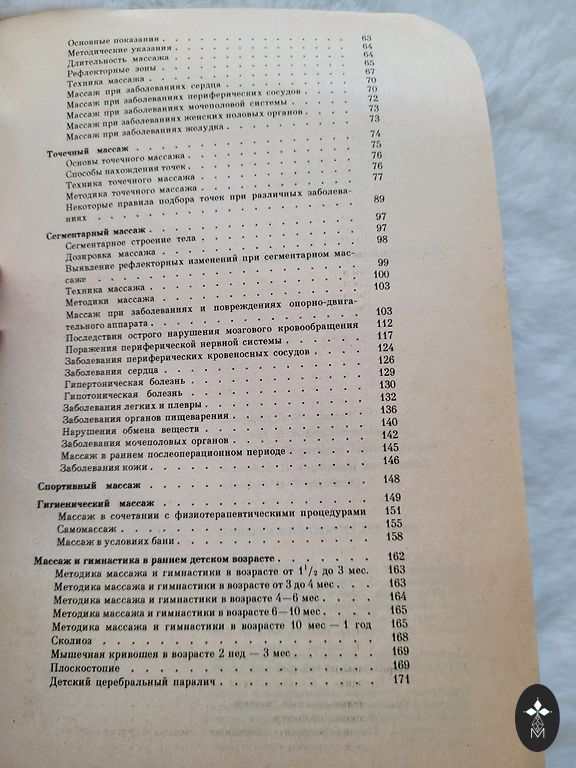 Основные показания . . . 63
Методические указания . . . 64
Длительность массажа . . . 64
Рефлекторные зоны . . . 65
Техника массажа . . . 67
Массаж при заболеваниях сердца . . . 70
Массаж при заболеваниях периферических сосудов . . . 70
Массаж при заболеваниях мочеполовой системы . . . 72
Массаж при заболеваниях женских половых органов . . . 73
Массаж при заболеваниях желудка . . . 73
Точечный массаж . . . 74
Основы точечного массажа . . . 75
Способы нахождения точек . . . 76
Техника точечного массажа . . . 76
Методика точечного массажа . . . 77
Некоторые правила подбора точек при различных заболева-
ниях . . . 89
Сегментарный массаж . . . 97
Сегментарное строение тела . . . 97
Дозировка массажа . . . 98
Выявление рефлекторных изменений при сегментарном мас-
саже . . . 99
Техника массажа . . . 100
Методики массажа . . . 103
Массаж при заболеваниях и повреждениях опорно-двига-
тельного аппарата . . . 103
Последствия острого нарушения мозгового кровообращения 112
Поражения периферической нервной системы . . . 117
Заболевания периферических кровеносных сосудов . . . 124
Заболевания сердца . . . 126
Гипертоническая болезнь . . . 129
Гипотоническая болезнь . . . 130
Заболевания легких и плевры . . . 132
Заболевания органов пищеварения . . . 136
Нарушения обмена веществ . . . 140
Заболевания мочеполовых органов . . . 142
Массаж в раннем послеоперационном периоде . . . 145
Заболевания кожи . . . 146
Спортивный массаж . . . 148
Гигиенический массаж . . . 149
Массаж в сочетании с физиотерапевтическими процедурами 151
Самомассаж . . . 155
Массаж в условиях бани . . . 158
Массаж и гимнастика в раннем детском возрасте . . . 162
Методика массажа и гимнастики в возрасте от 1 1/2 до 3 мес. 163
Методика массажа и гимнастики в возрасте от 3 до 4 мес . . . 163
Методика массажа и гимнастики в возрасте 4—6 мес . . . 164
Методика массажа и гимнастики в возрасте 6—10 мес . . . 165
Методика массажа и гимнастики в возрасте 10 мес — 1 год 165
Сколиоз . . . 168
Мышечная кривошея в возрасте 2 нед — 3 мес . . . 169
Плоскостопие . . . 169
Детский церебральный паралич . . . 171
М